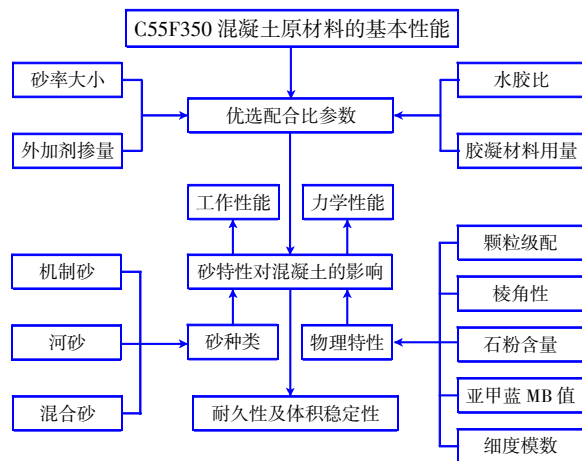 C55F350 混凝土原材料的基本性能
砂率大小
水胶比
优选配合比参数
外加剂掺量
胶凝材料用量
工作性能
力学性能
颗粒级配
机制砂
砂特性对混凝土的影响
棱角性
河砂
砂种类
物理特性
石粉含量
亚甲蓝 MB 值
混合砂
耐久性及体积稳定性
细度模数